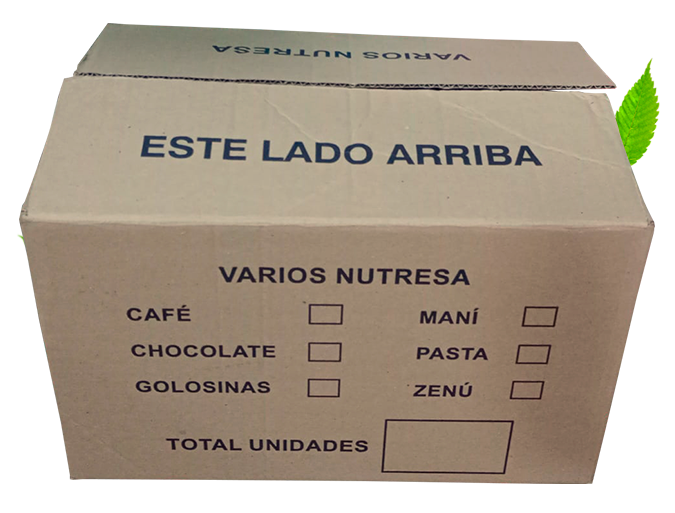 VARIOS NUTRESA
ESTE LADO ARRIBA
VARIOS NUTRESA
CAFÉ MANÍ
CHOCOLATE PASTA
GOLOSINAS ZENÚ
TOTAL UNIDADES